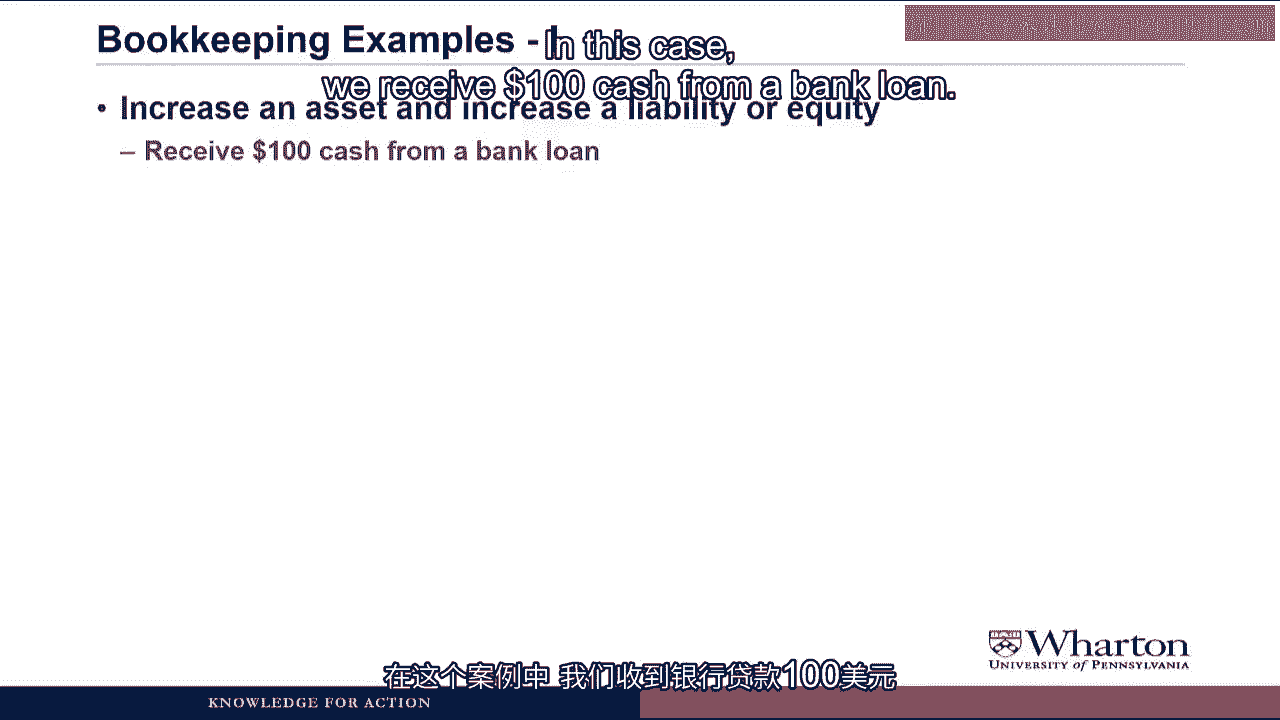 Bookkeeping Examples -
In this case,
we receive $100 cash from a bank loan.
• Increase an asset and increase a liability or equity
– Receive $100 cash from a bank loan
Wharton
UNIVERSITY of PENNSYLVANIA
在这个案例中 我们收到银行贷款100美元
KNOWLEDGE FOR ACTION